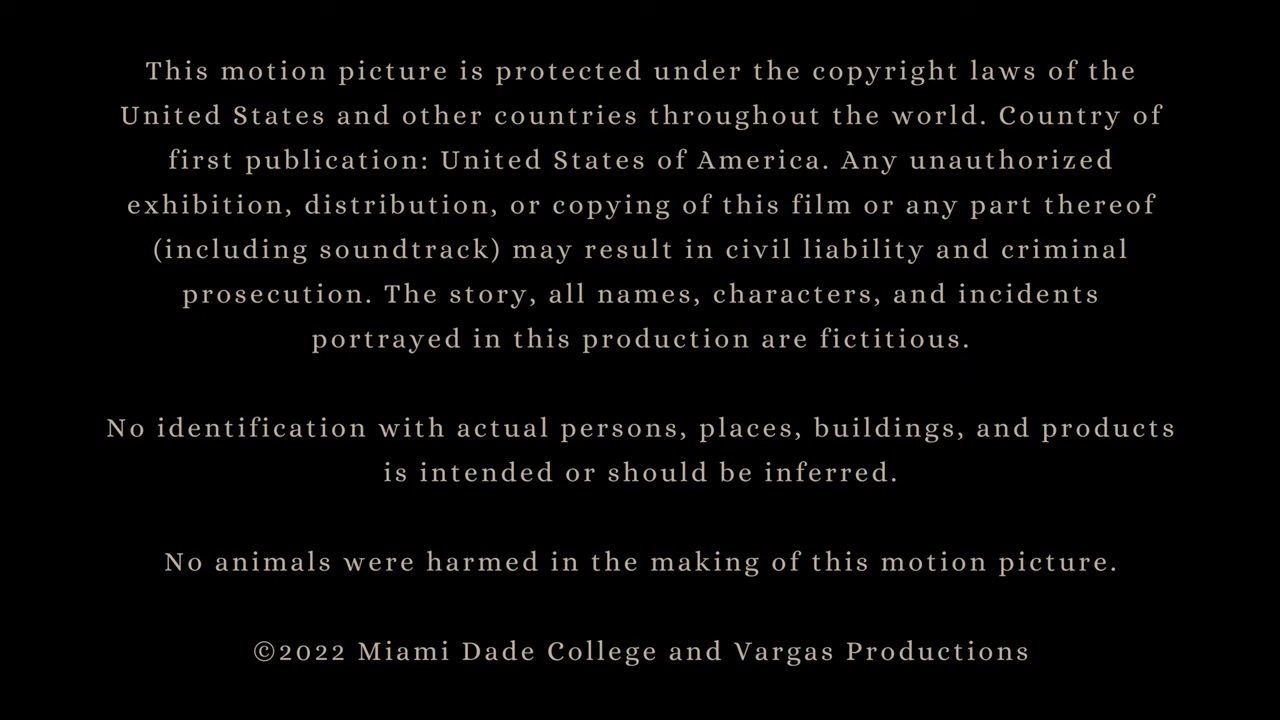 This motion picture is protected under the copyright laws of the
United States and other countries throughout the world. Country of
first publication: United States of America. Any unauthorized
exhibition, distribution, or copying of this film or any part thereof
(including soundtrack) may result in civil liability and criminal
prosecution. The story, all names, characters, and incidents
portrayed in this production are fictitious.
No identification with actual persons, places, buildings, and products
is intended or should be inferred.
No animals were harmed in the making of this motion picture.
©2022 Miami Dade College and Vargas Productions